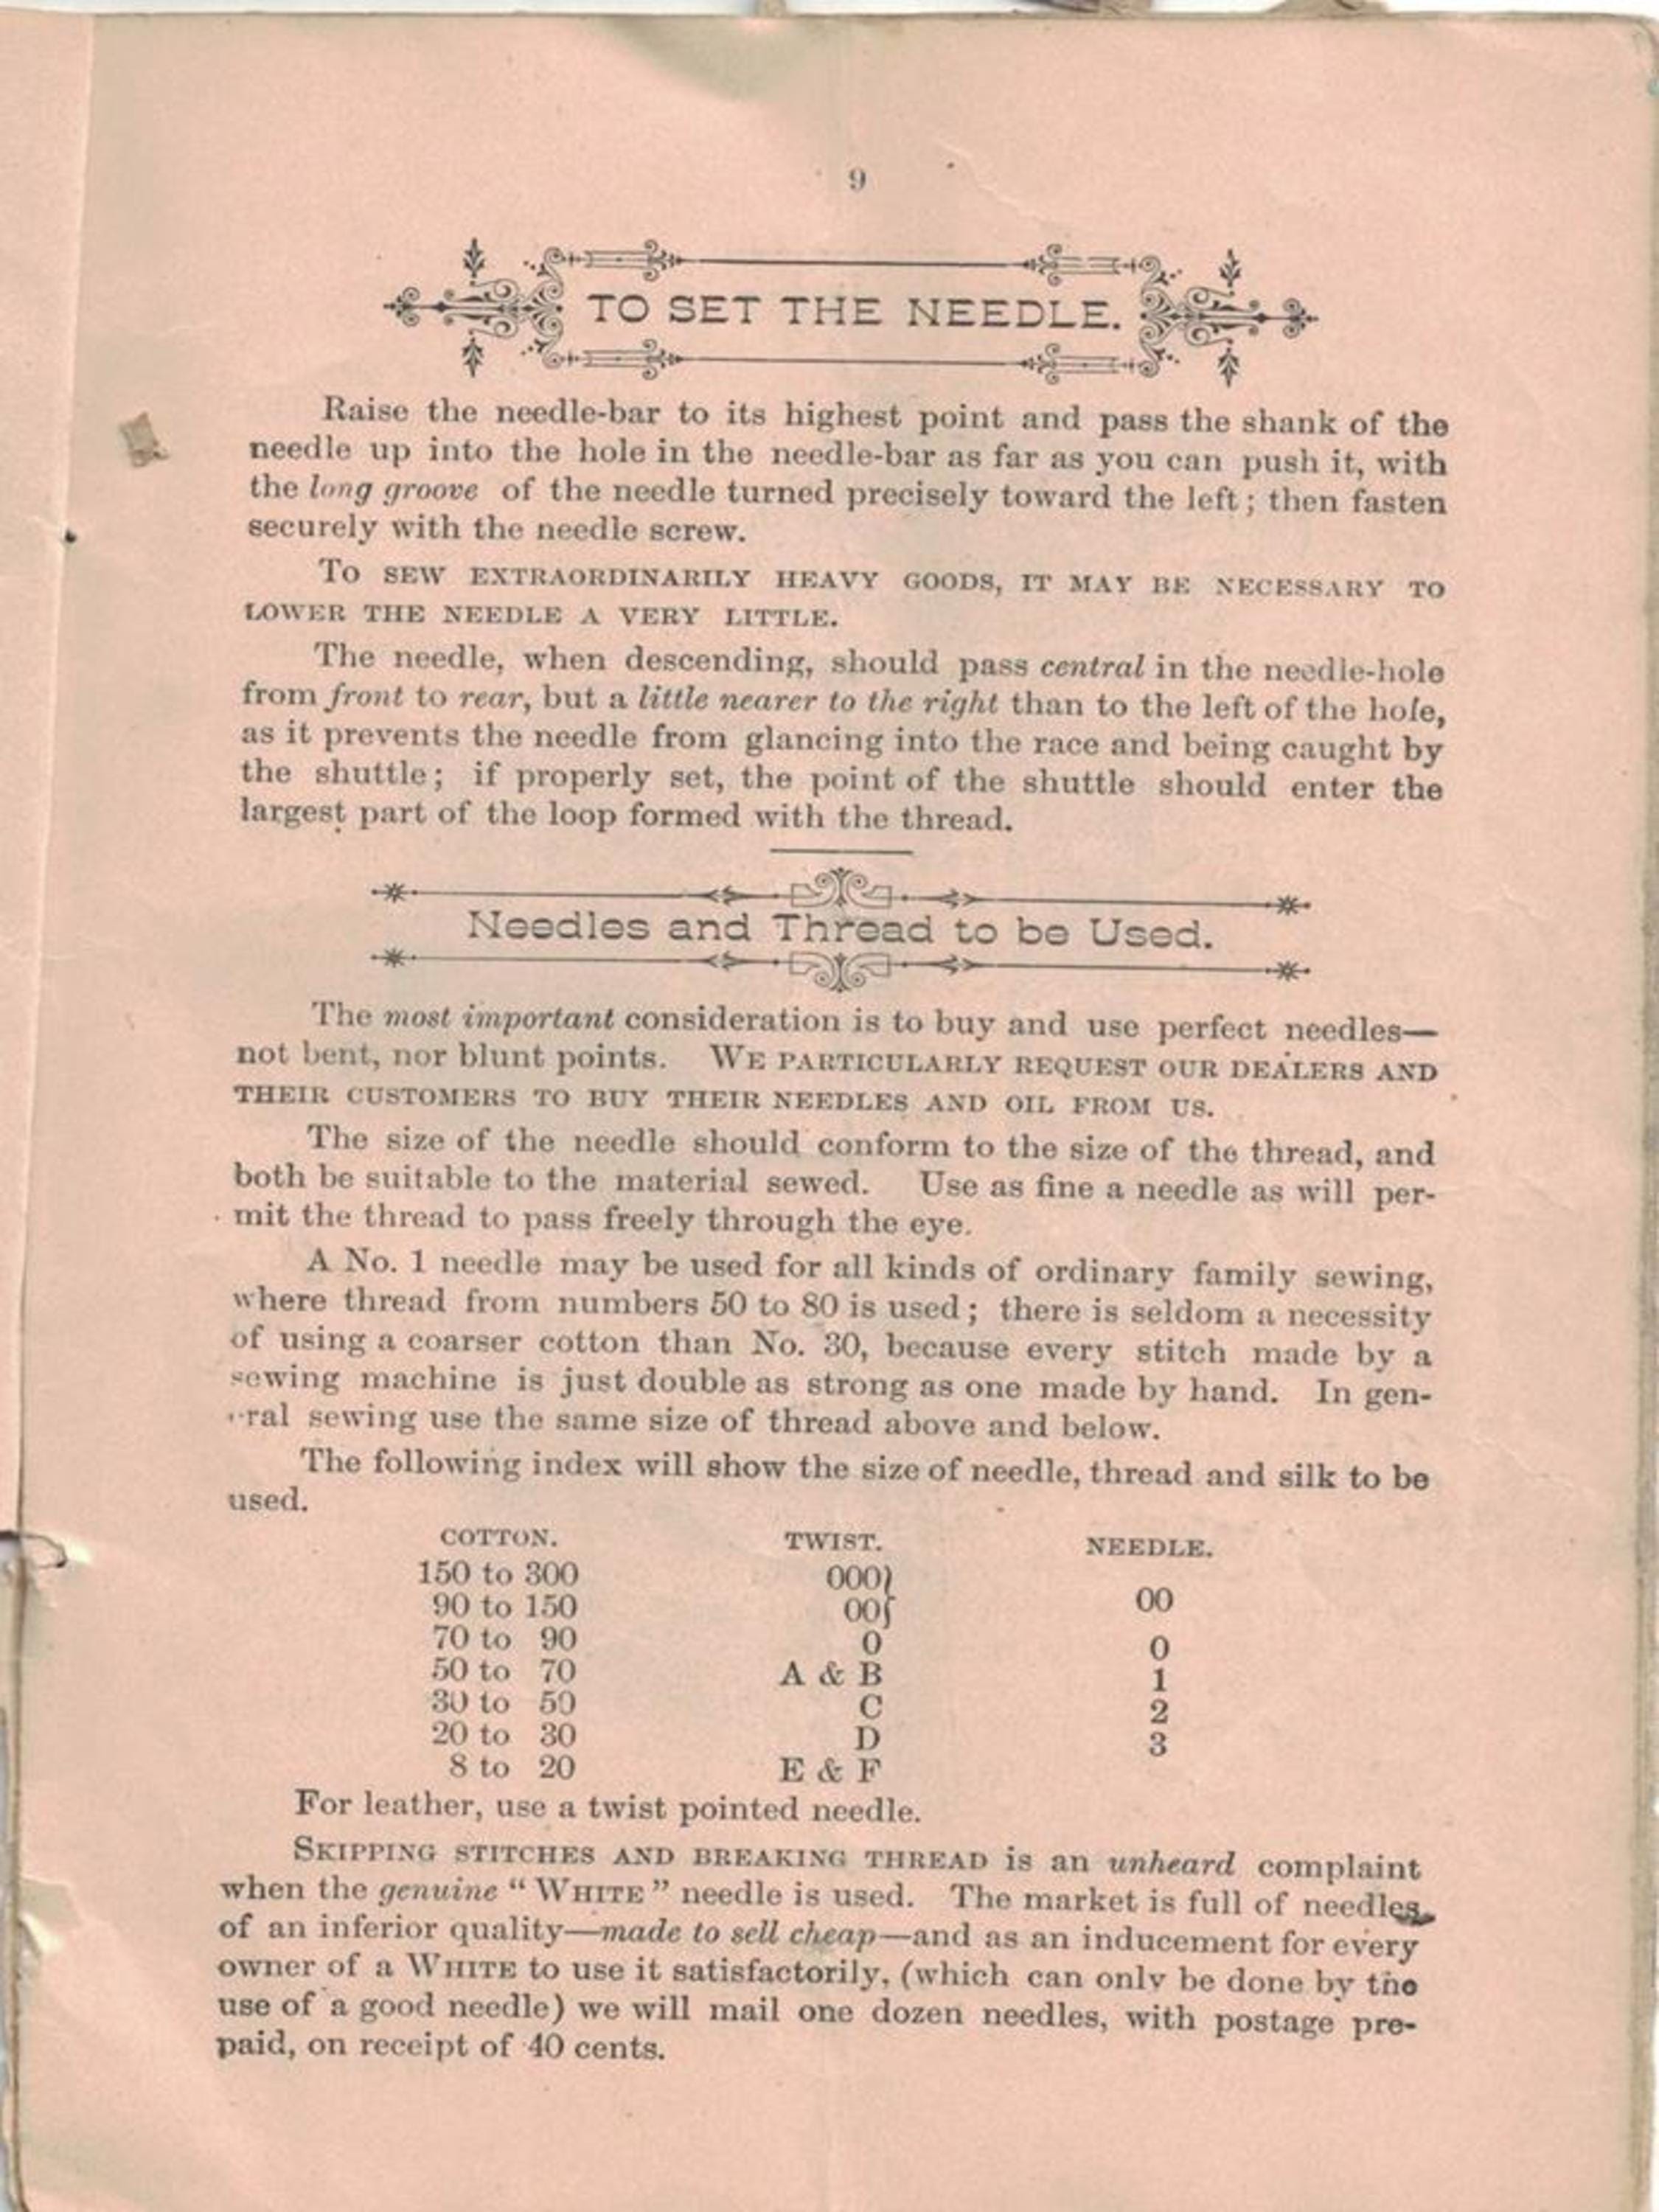 9
TO SET THE NEEDLE.
Raise the needle-bar to its highest point and pass the shank of the
needle up into the hole in the needle-bar as far as you can push it, with
the long groove of the needle turned precisely toward the left; then fasten
securely with the needle screw.
TO SEW EXTRAORDINARILY HEAVY GOODS, IT MAY BE NECESSARY TO
LOWER THE NEEDLE A VERY LITTLE.
The needle, when descending, should pass central in the needle-hole
from front to rear, but a little nearer to the right than to the left of the hole,
as it prevents the needle from glancing into the race and being caught by
the shuttle; if properly set, the point of the shuttle should enter the
largest part of the loop formed with the thread.
Needles and Thread to be Used.
The most important consideration is to buy and use perfect needles—
not bent, nor blunt points. WE PARTICULARLY REQUEST OUR DEALERS AND
THEIR CUSTOMERS TO BUY THEIR NEEDLES AND OIL FROM US.
The size of the needle should conform to the size of the thread, and
both be suitable to the material sewed. Use as fine a needle as will per-
mit the thread to pass freely through the eye.
A No. 1 needle may be used for all kinds of ordinary family sewing,
where thread from numbers 50 to 80 is used; there is seldom a necessity
of using a coarser cotton than No. 30, because every stitch made by a
sewing machine is just double as strong as one made by hand. In gen-
eral sewing use the same size of thread above and below.
The following index will show the size of needle, thread and silk to be
used.
COTTON. TWIST. NEEDLE.
150 to 300 000}
90 to 150 00} 00
70 to 90 0 0
50 to 70 A & B 1
30 to 50 C 2
20 to 30 D 3
8 to 20 E & F
For leather, use a twist pointed needle.
SKIPPING STITCHES AND BREAKING THREAD is an unheard complaint
when the genuine "WHITE" needle is used. The market is full of needles
of an inferior quality—made to sell cheap—and as an inducement for every
owner of a WHITE to use it satisfactorily, (which can only be done by the
use of a good needle) we will mail one dozen needles, with postage pre-
paid, on receipt of 40 cents.